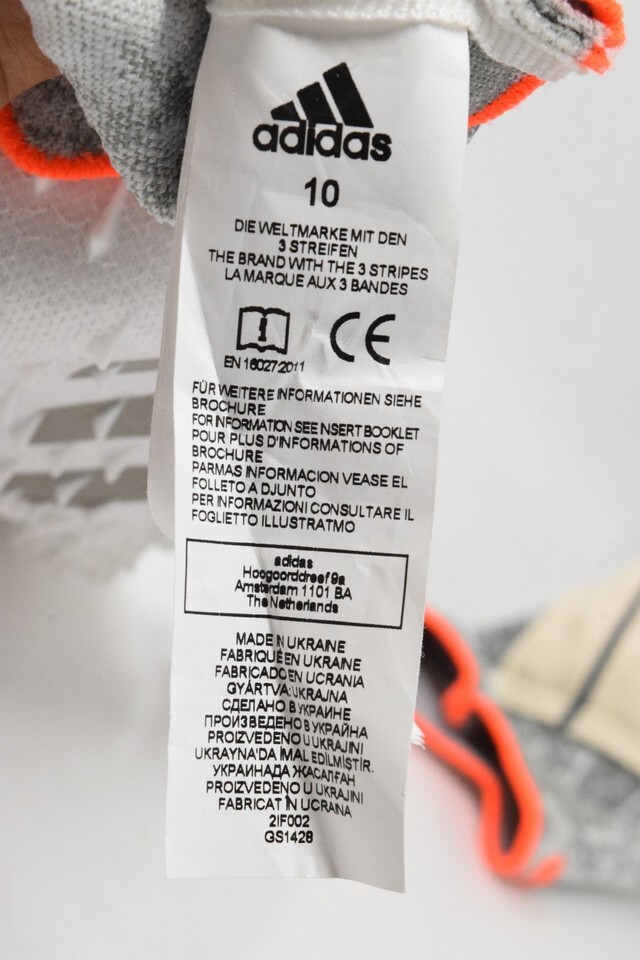 adidas
10
DIE WELTMARKE MIT DEN
3 STREIFEN
THE BRAND WITH THE 3 STRIPES
LA MARQUE AUX 3 BANDES
i
CE
EN 16027:2011
FÜR WEITERE INFORMATIONEN SIEHE
BROCHURE
FOR INFORMATION SEE INSERT BOOKLET
POUR PLUS D'INFORMATIONS OF
BROCHURE
PARMAS INFORMACION VEASE EL
FOLLETO A DJUNTO
PER INFORMAZIONI CONSULTARE IL
FOGLIETTO ILLUSTRATMO
adidas
Hoogoorddreef 9a
Amsterdam 1101 BA
The Netherlands
MADE IN UKRAINE
FABRIQUÉ EN UKRAINE
FABRICADO EN UCRANIA
GYÁRTVA: UKRAJNA
СДЕЛАНО В УКРАИНЕ
ПРОИЗВЕДЕНО В УКРАЙНА
PROIZVEDENO U UKRAJINI
UKRAYNA'DA İMAL EDİLMİŞTİR.
УКРАИНАДА ЖАСАЛҒАН
PROIZVEDENO U UKRAJINI
FABRICAT ÎN UCRAINA
2IF002
GS1428